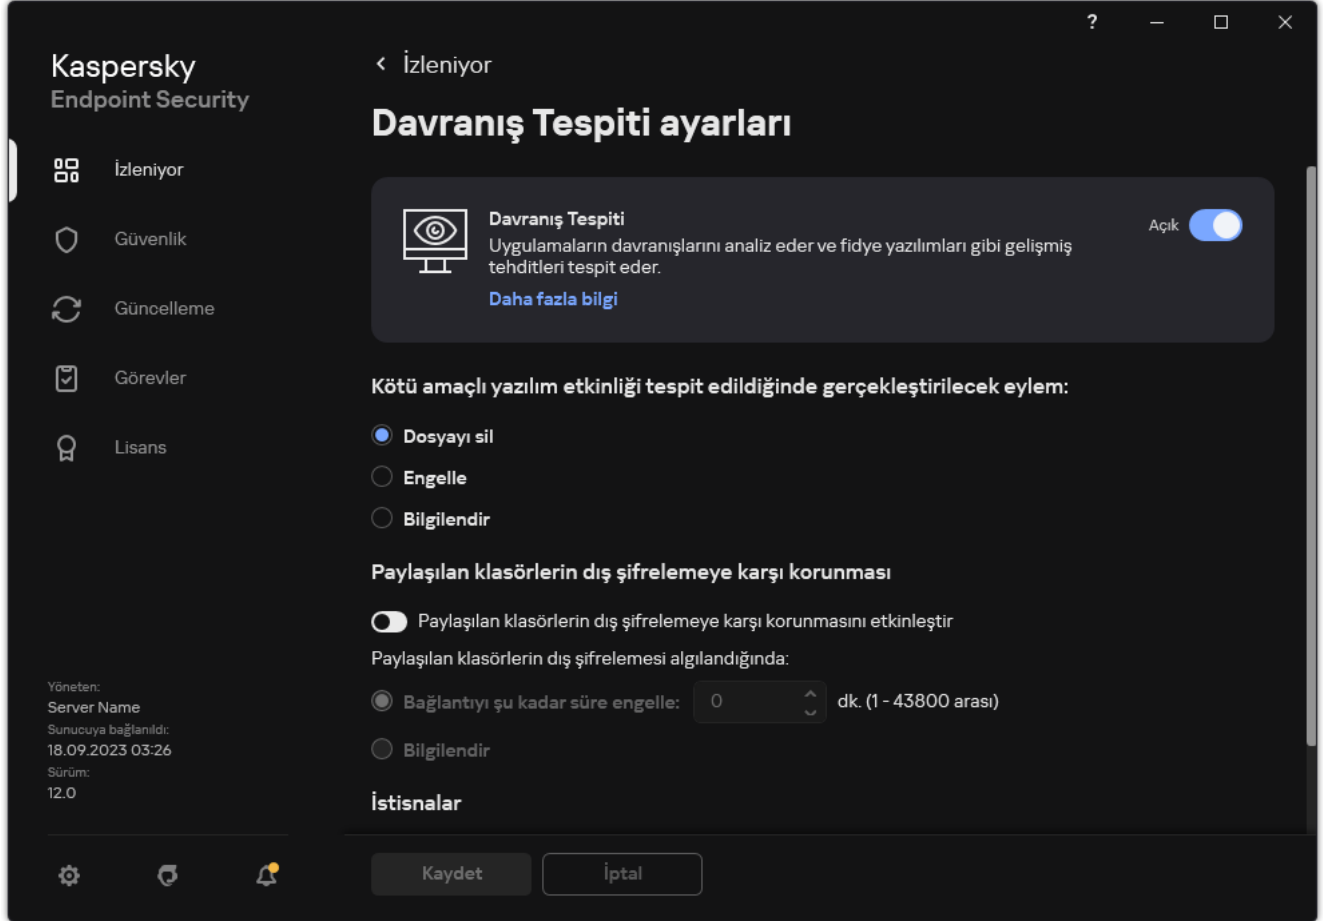 ?
Kaspersky
Endpoint Security
İzleniyor
Güvenlik
Güncelleme
Görevler
Lisans
Yöneten:
Server Name
Sunucuya bağlanıldı:
18.09.2023 03:26
Sürüm:
12.0
İzleniyor
Davranış Tespiti ayarları
Davranış Tespiti
Uygulamaların davranışlarını analiz eder ve fidye yazılımları gibi gelişmiş
tehditleri tespit eder.
Daha fazla bilgi
Açık
Kötü amaçlı yazılım etkinliği tespit edildiğinde gerçekleştirilecek eylem:
Dosyayı sil
Engelle
Bilgilendir
Paylaşılan klasörlerin dış şifrelemeye karşı korunması
Paylaşılan klasörlerin dış şifrelemeye karşı korunmasını etkinleştir
Paylaşılan klasörlerin dış şifrelemesi algılandığında:
Bağlantıyı şu kadar süre engelle: 0 dk. (1 - 43800 arası)
Bilgilendir
İstisnalar
Kaydet
İptal